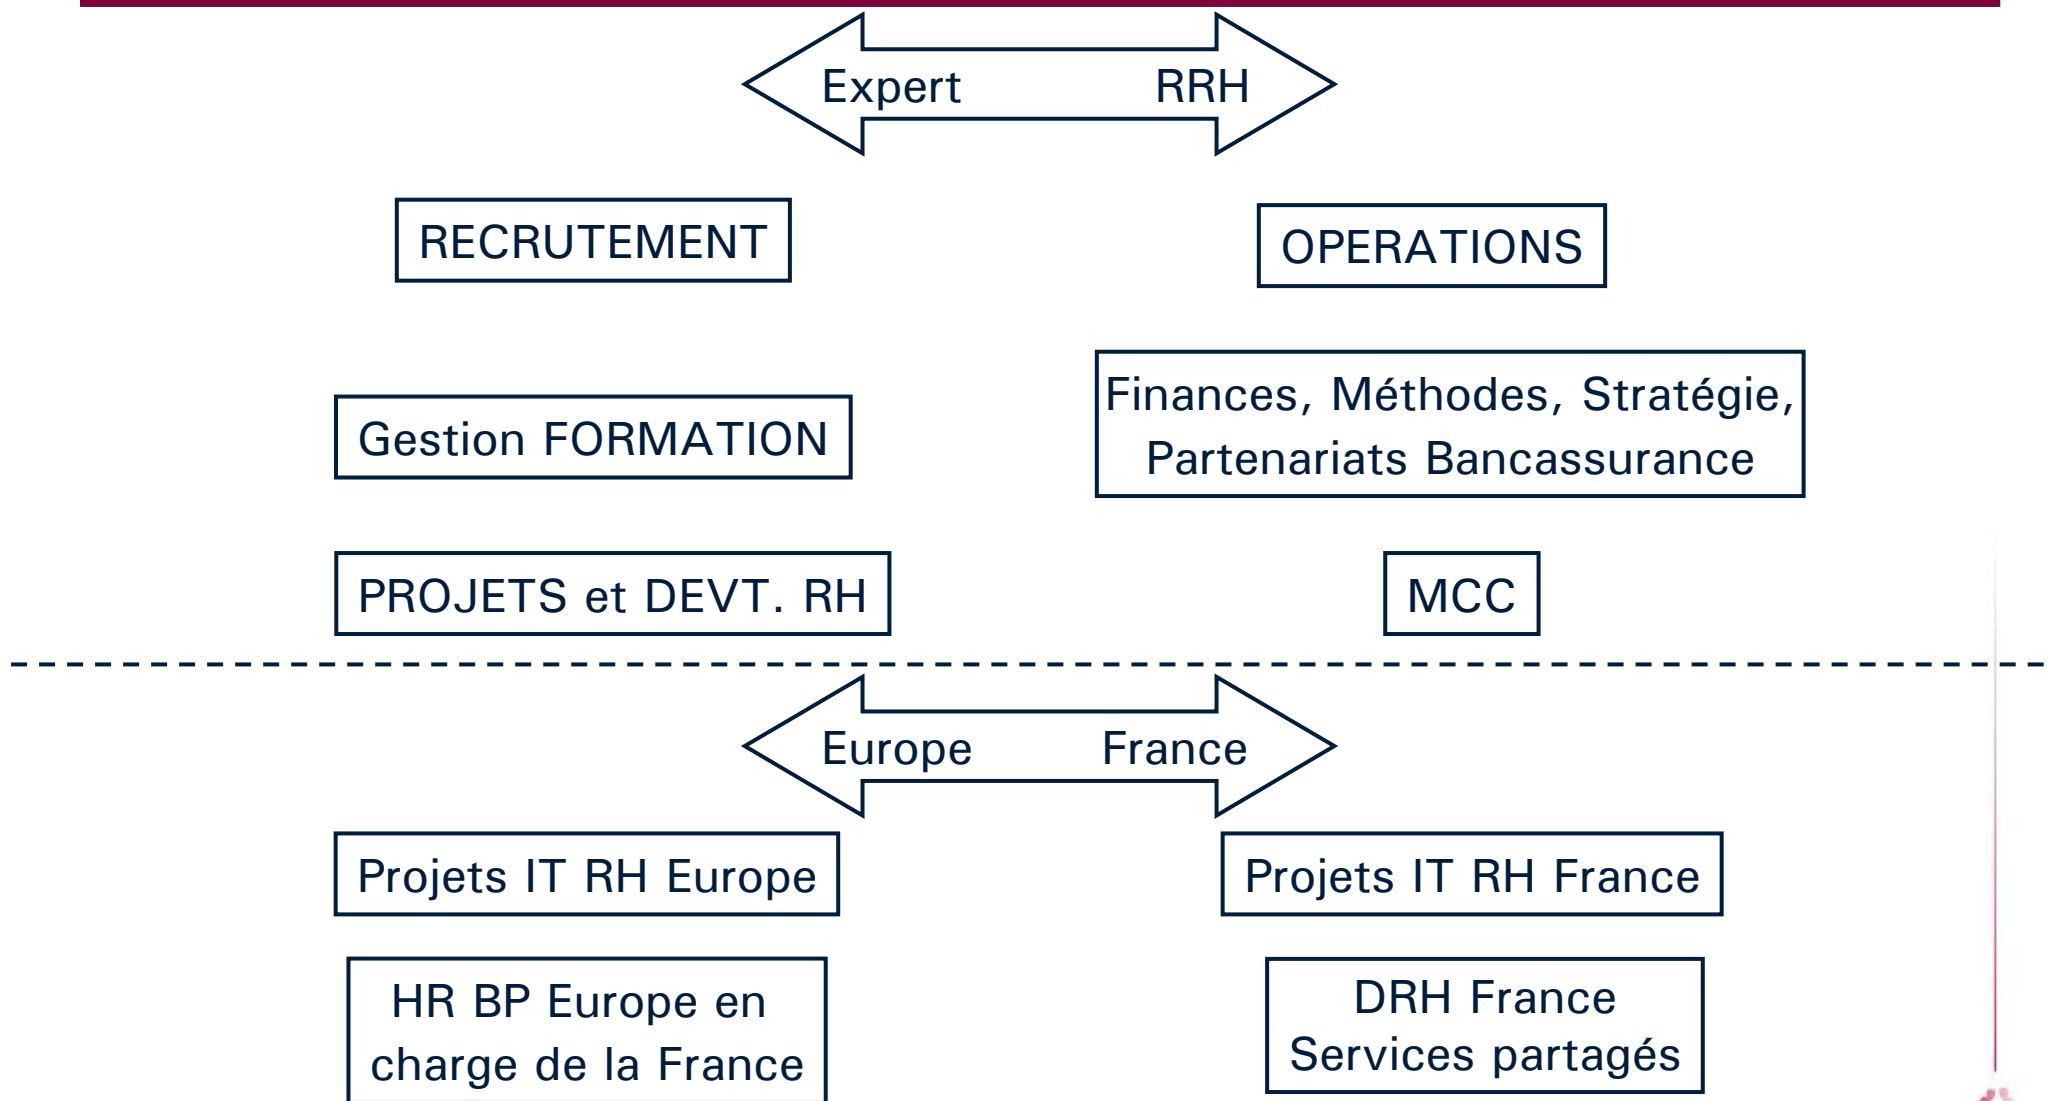 Expert RRH
RECRUTEMENT
OPERATIONS
Gestion FORMATION
Finances, Méthodes, Stratégie,
Partenariats Bancassurance
PROJETS et DEVT. RH
MCC
Europe France
Projets IT RH Europe
Projets IT RH France
HR BP Europe en
charge de la France
DRH France
Services partagés